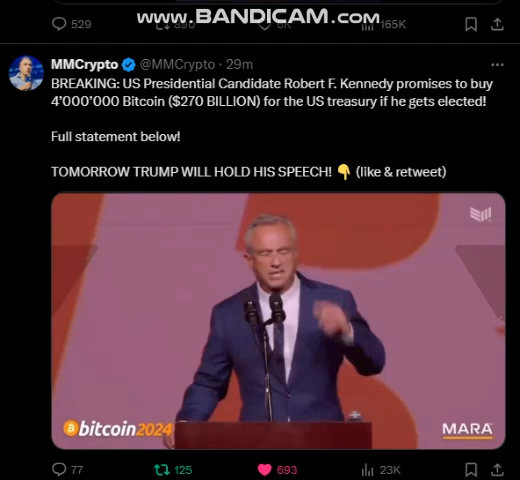 www.BANDICAM.com
529
890
6K
165K
MMCrypto @MMCrypto · 29m
BREAKING: US Presidential Candidate Robert F. Kennedy promises to buy
4'000'000 Bitcoin ($270 BILLION) for the US treasury if he gets elected!
Full statement below!
TOMORROW TRUMP WILL HOLD HIS SPEECH! 👇 (like & retweet)
bitcoin2024
MARA
77
125
693
23K